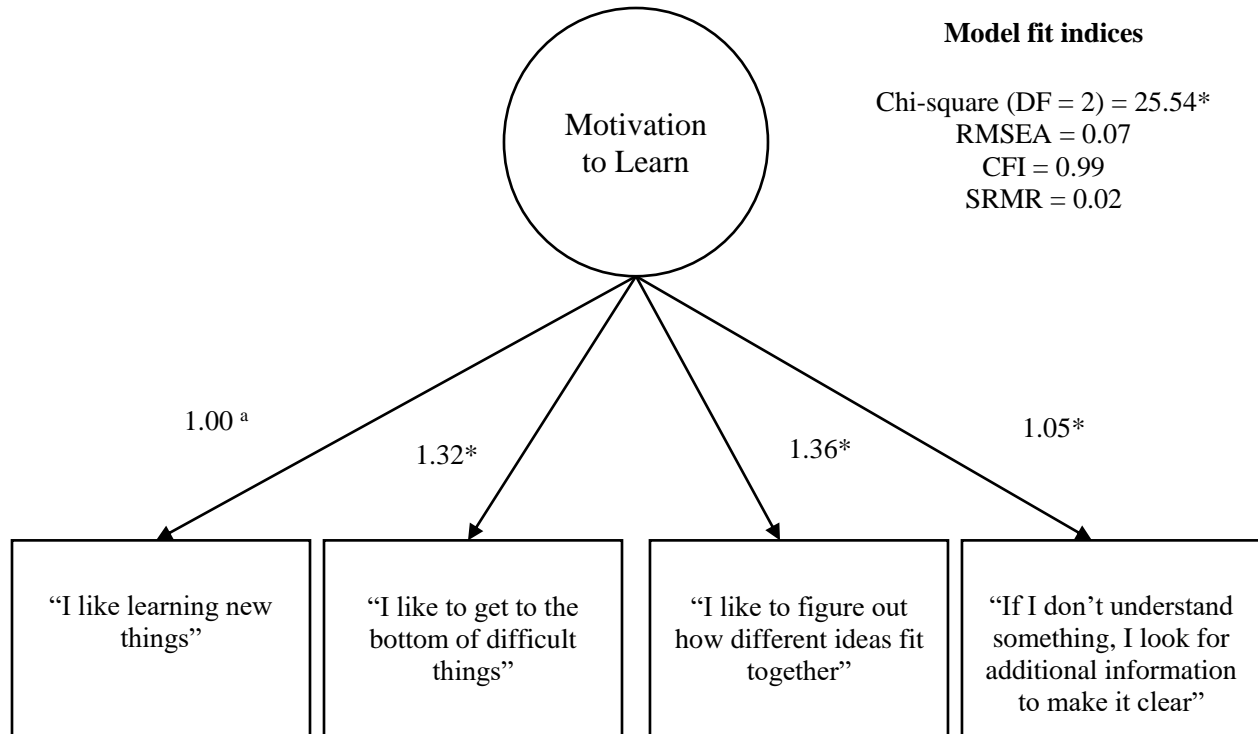 Model fit indices
Chi-square (DF = 2) = 25.54*
RMSEA = 0.07
CFI = 0.99
SRMR = 0.02
Motivation
to Learn
1.00 ª
1.32*
1.36*
1.05*
“I like learning new
things”
“I like to get to the
bottom of difficult
things”
“I like to figure out
how different ideas fit
together”
“If I don’t understand
something, I look for
additional information
to make it clear”